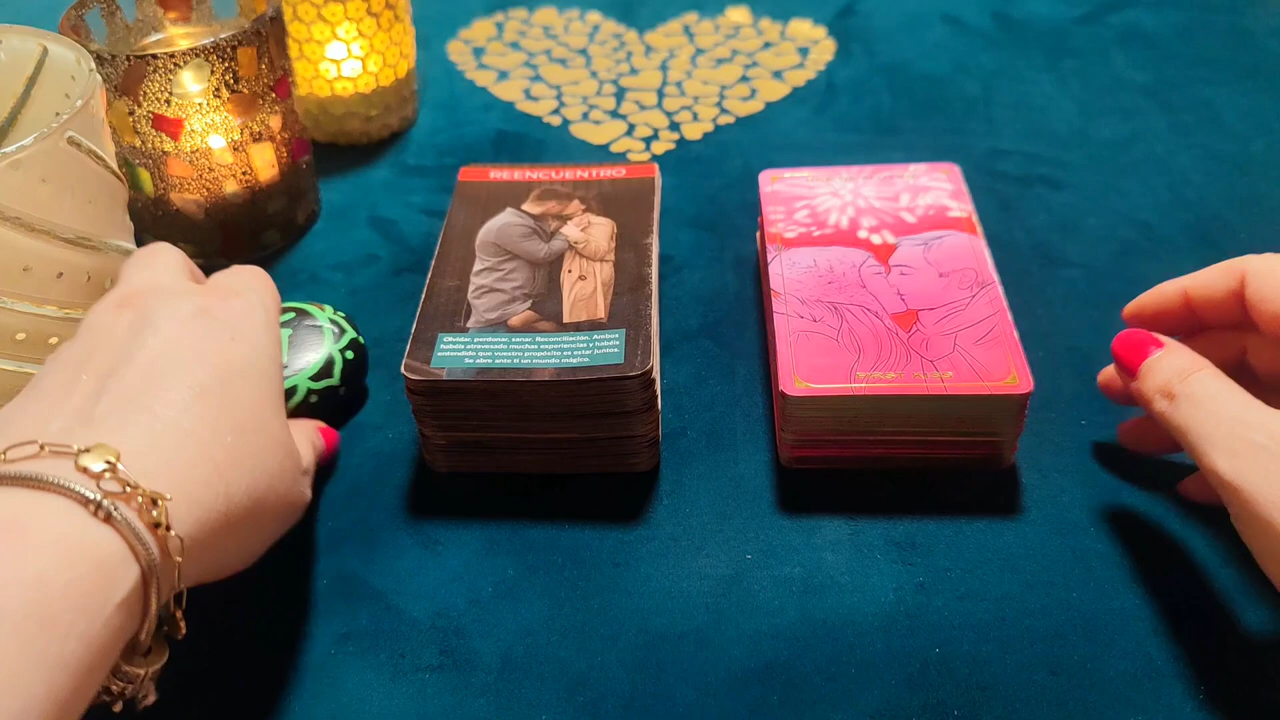 REENCUENTRO
Olvidar, perdonar, sanar. Reconciliación. Ambos
habéis atravesado muchas experiencias y habéis
entendido que vuestro propósito es estar juntos.
Se abre ante ti un mundo mágico.
FIRST KISS